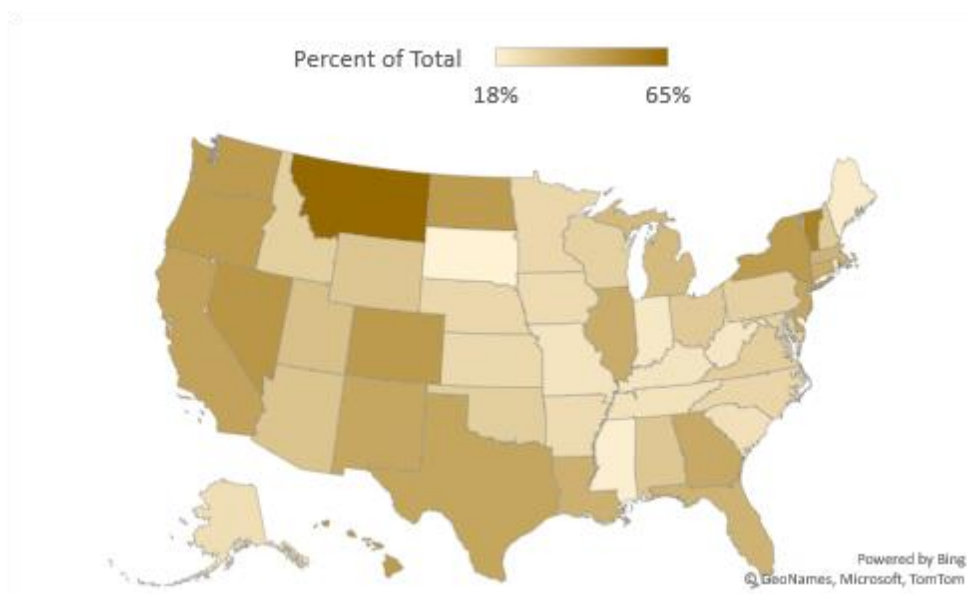 Percent of Total
18% 65%
Powered by Bing
© GeoNames, Microsoft, TomTom